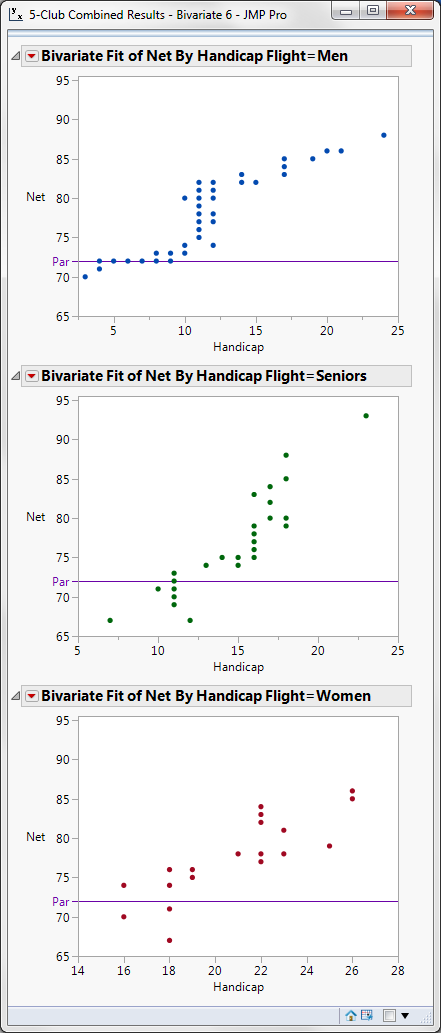 5-Club Combined Results - Bivariate 6 - JMP Pro
Bivariate Fit of Net By Handicap Flight=Men
95
90
85
Net 80
75
Par
70
65
5 10 15 20 25
Handicap
Bivariate Fit of Net By Handicap Flight=Seniors
95
90
85
Net 80
75
Par
70
65
5 10 15 20 25
Handicap
Bivariate Fit of Net By Handicap Flight=Women
95
90
85
Net 80
75
Par
70
65
14 16 18 20 22 24 26 28
Handicap